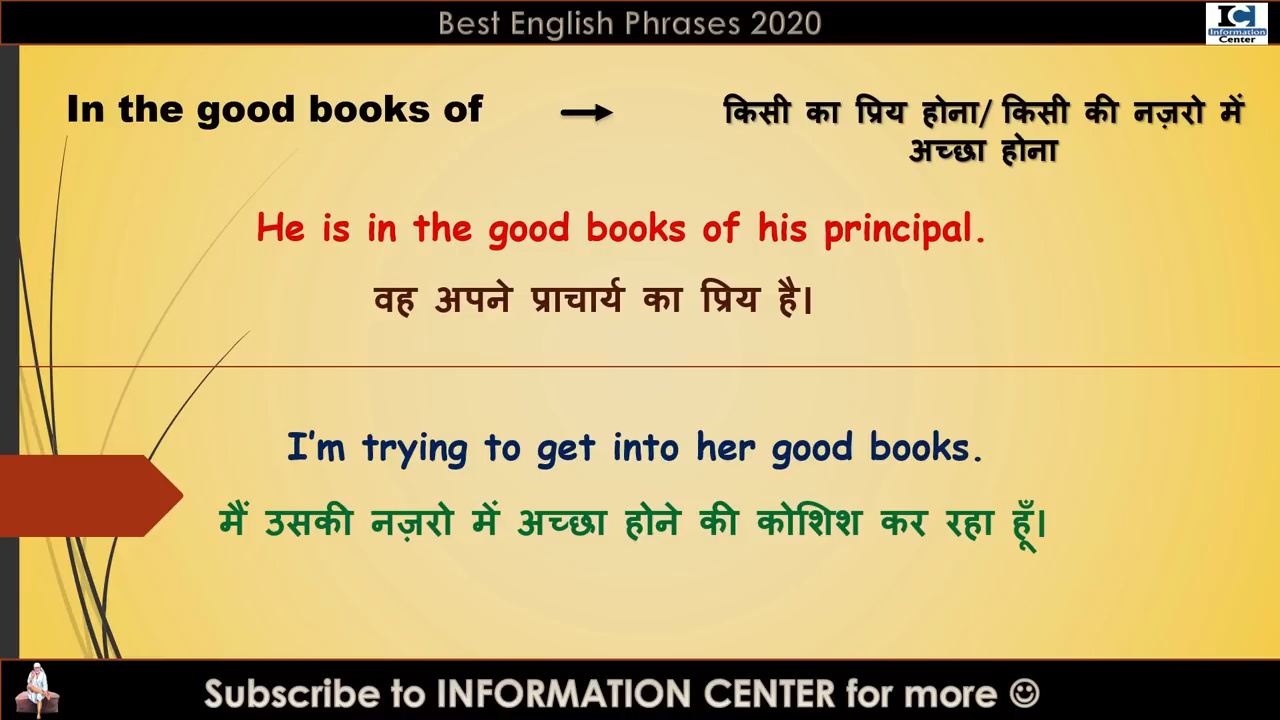 Best English Phrases 2020
IC
Information
Center
In the good books of
किसी का प्रिय होना/ किसी की नज़रो में
अच्छा होना
He is in the good books of his principal.
वह अपने प्राचार्य का प्रिय है।
I'm trying to get into her good books.
मैं उसकी नज़रो में अच्छा होने की कोशिश कर रहा हूँ।
Subscribe to INFORMATION CENTER for more ☺